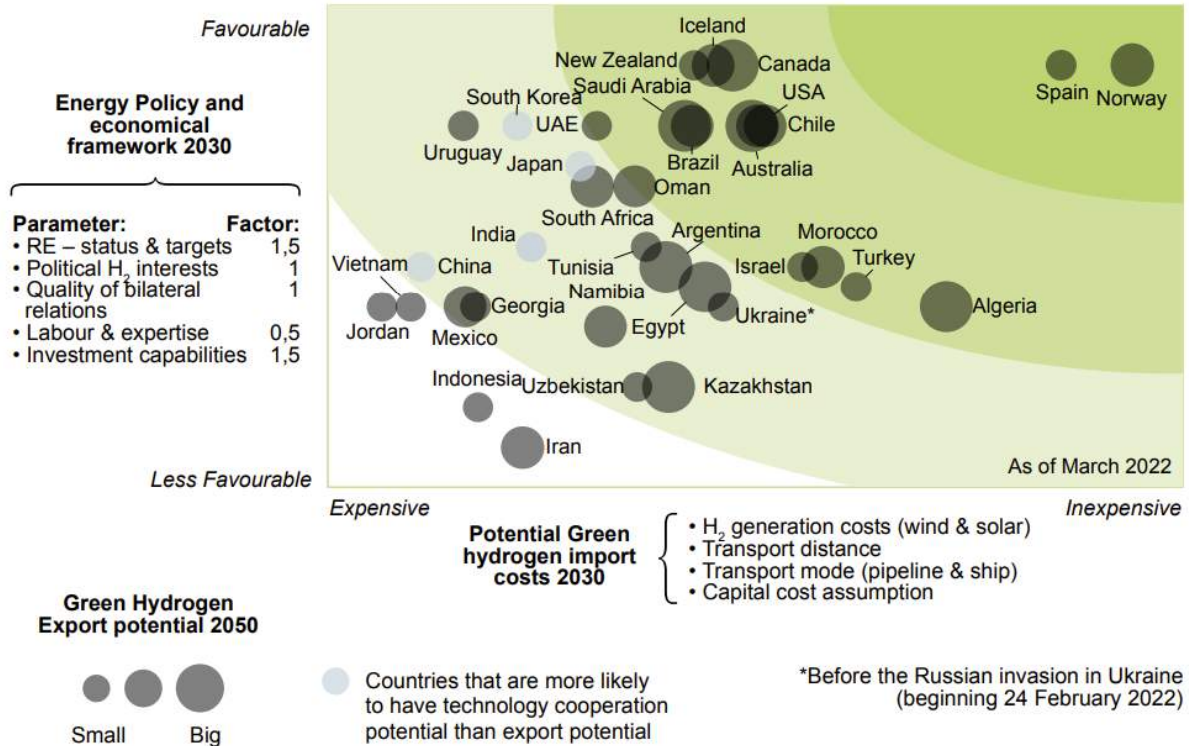 Favourable
Energy Policy and
economical
framework 2030
Parameter: Factor:
• RE – status & targets 1,5
• Political H2 interests 1
• Quality of bilateral 1
relations
• Labour & expertise 0,5
• Investment capabilities 1,5
Less Favourable
Iceland
New Zealand
Canada
Saudi Arabia
USA
Spain
Norway
South Korea
UAE
Chile
Uruguay
Brazil
Australia
Japan
Oman
South Africa
India
Argentina
Morocco
Tunisia
Israel
Turkey
Vietnam
China
Namibia
Georgia
Egypt
Ukraine*
Algeria
Jordan
Mexico
Indonesia
Uzbekistan
Kazakhstan
Iran
As of March 2022
Expensive
Inexpensive
Potential Green
hydrogen import
costs 2030
• H2 generation costs (wind & solar)
• Transport distance
• Transport mode (pipeline & ship)
• Capital cost assumption
Green Hydrogen
Export potential 2050
Small
Big
Countries that are more likely
to have technology cooperation
potential than export potential
*Before the Russian invasion in Ukraine
(beginning 24 February 2022)